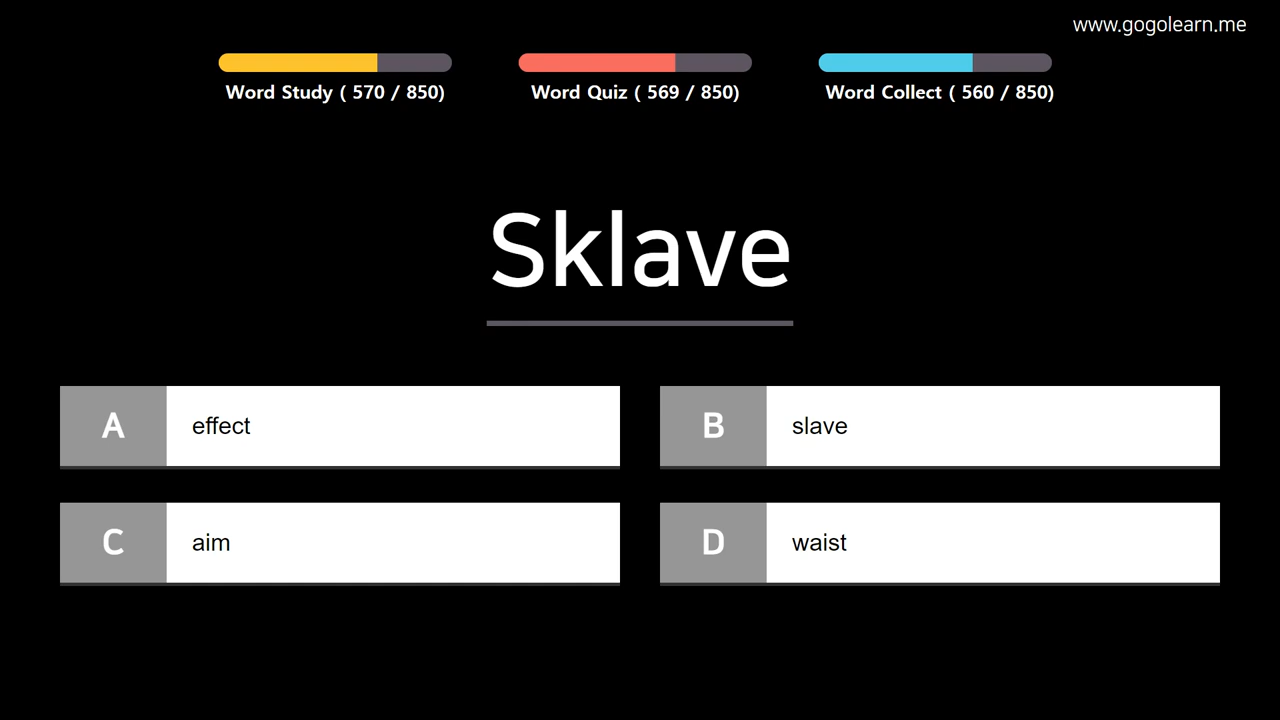 www.gogolearn.me
Word Study ( 570 / 850)
Word Quiz ( 569 / 850)
Word Collect ( 560 / 850)
Sklave
A effect
B slave
C aim
D waist